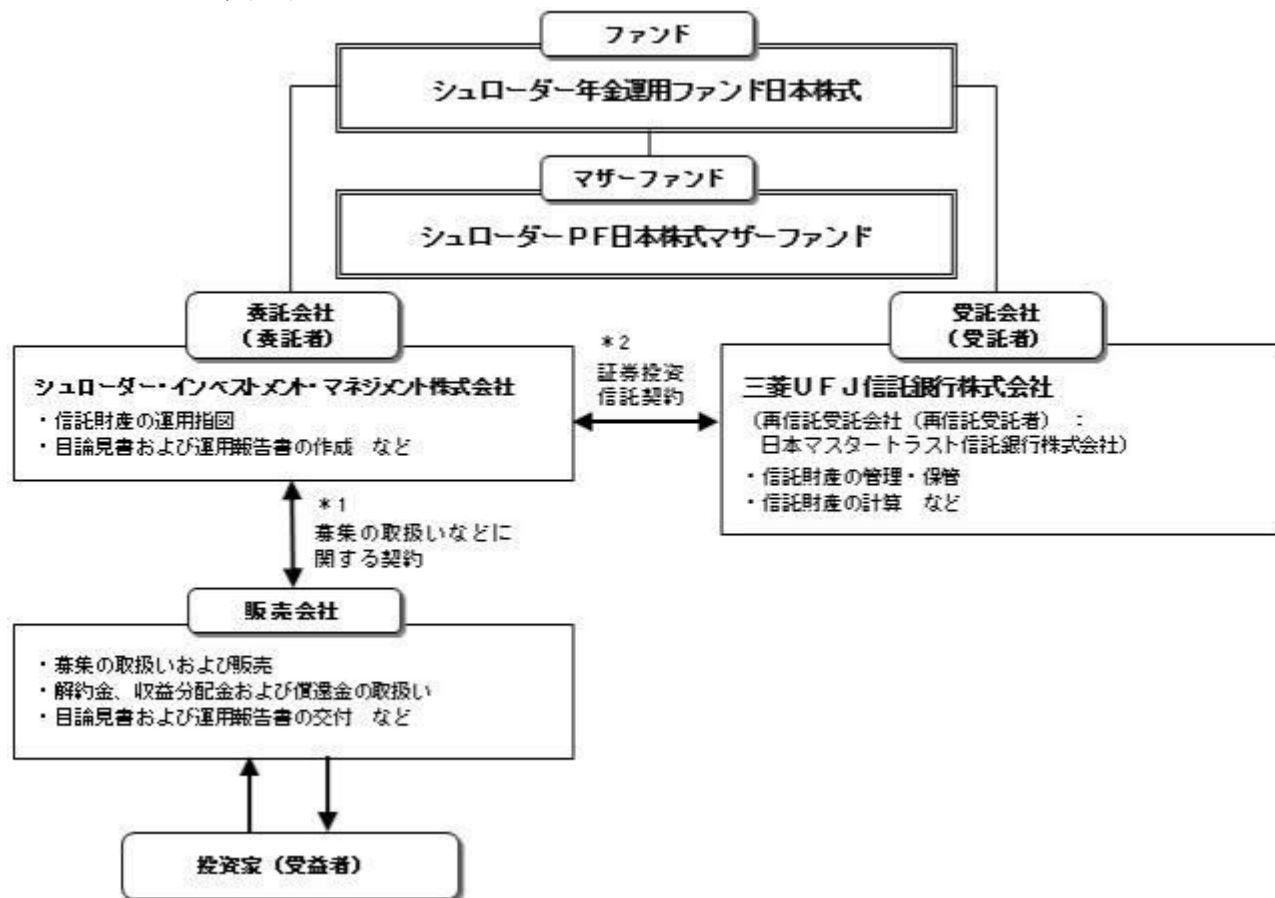 ファンド
シュローダー年金運用ファンド日本株式
マザーファンド
シュローダーPF日本株式マザーファンド
委託会社
(委託者)
シュローダー・インベストメント・マネジメント株式会社
・信託財産の運用指図
・目論見書および運用報告書の作成 など
*2
証券投資
信託契約
受託会社
(受託者)
三菱UFJ信託銀行株式会社
(再信託受託会社(再信託受託者) :
日本マスタートラスト信託銀行株式会社)
・信託財産の管理・保管
・信託財産の計算 など
*1
募集の取扱いなどに
関する契約
販売会社
・募集の取扱いおよび販売
・解約金、収益分配金および償還金の取扱い
・目論見書および運用報告書の交付 など
投資家(受益者)